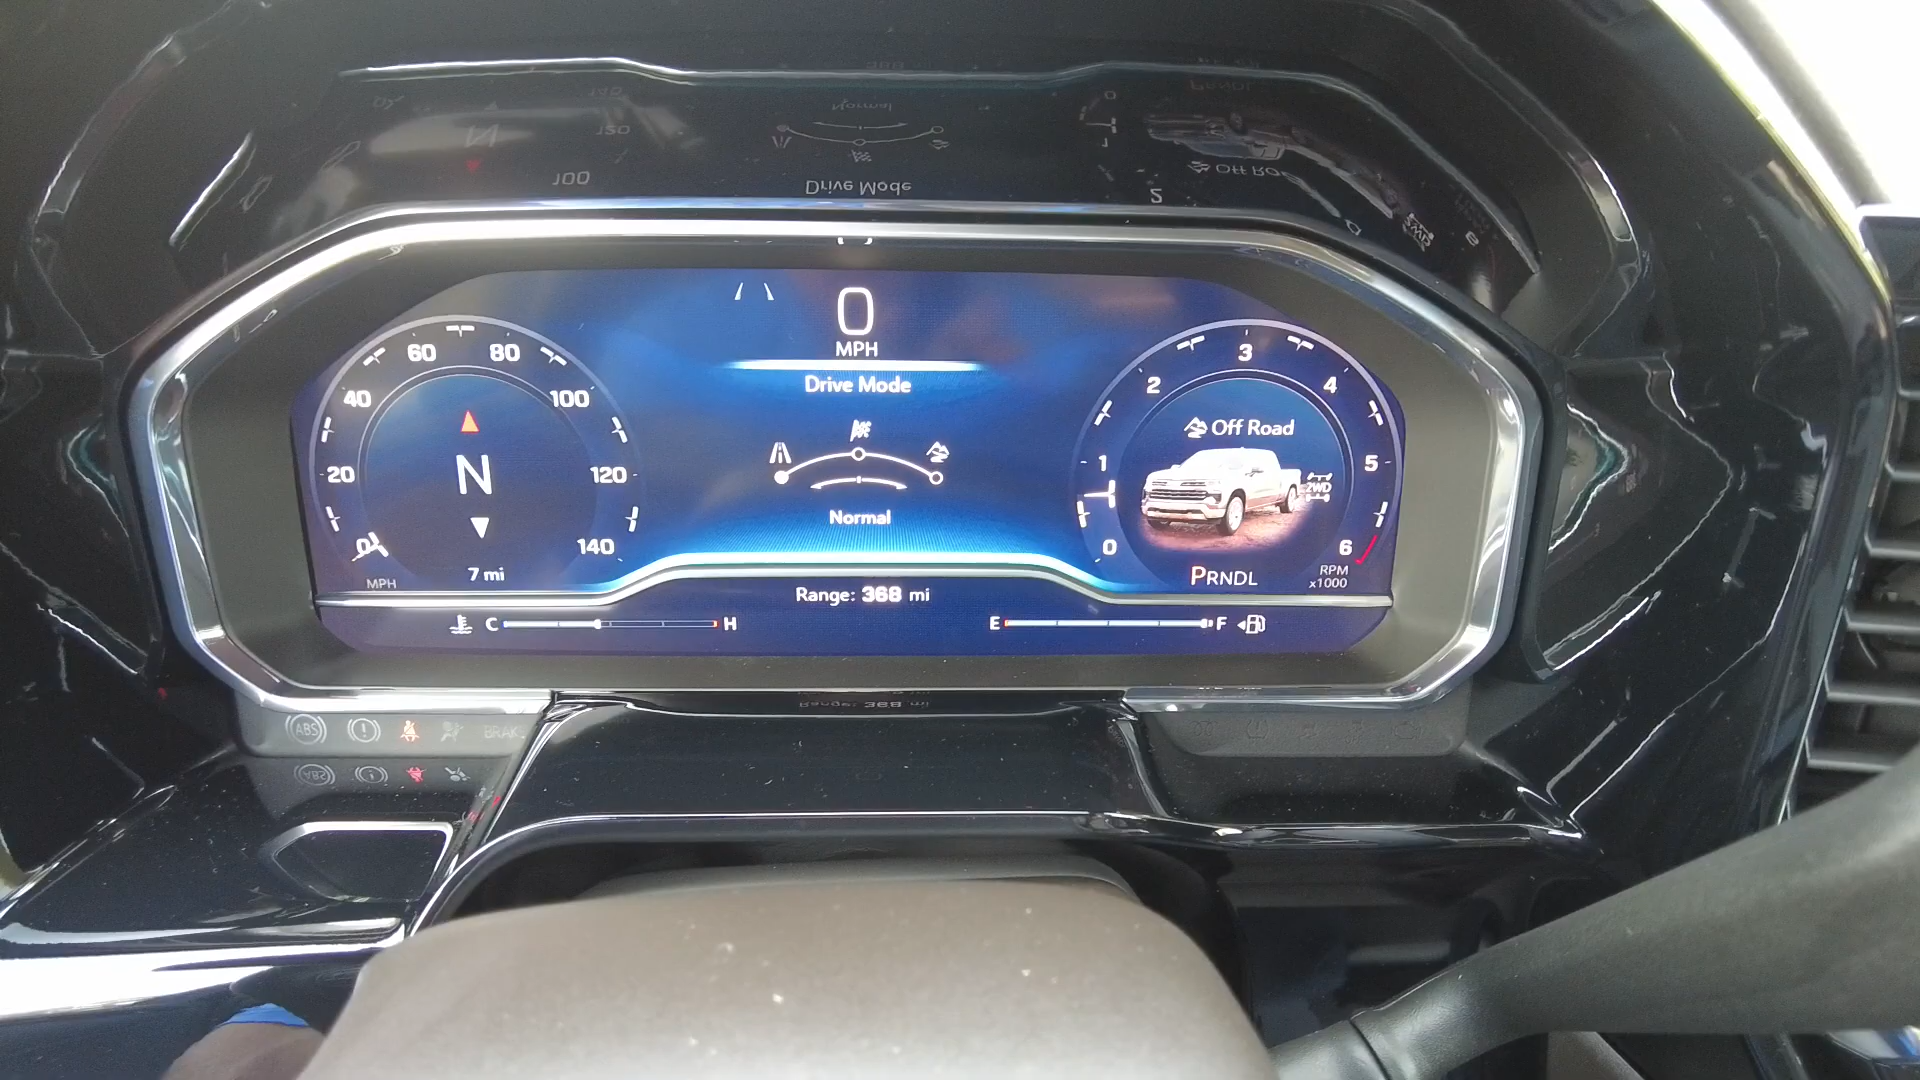 0
MPH
Drive Mode
Normal
0
20
40
60
80
100
120
140
N
MPH
7 mi
0
1
2
3
4
5
6
Off Road
2WD
PRNDL
RPM
x1000
Range: 368 mi
C H
E F
ABS
BRAKE